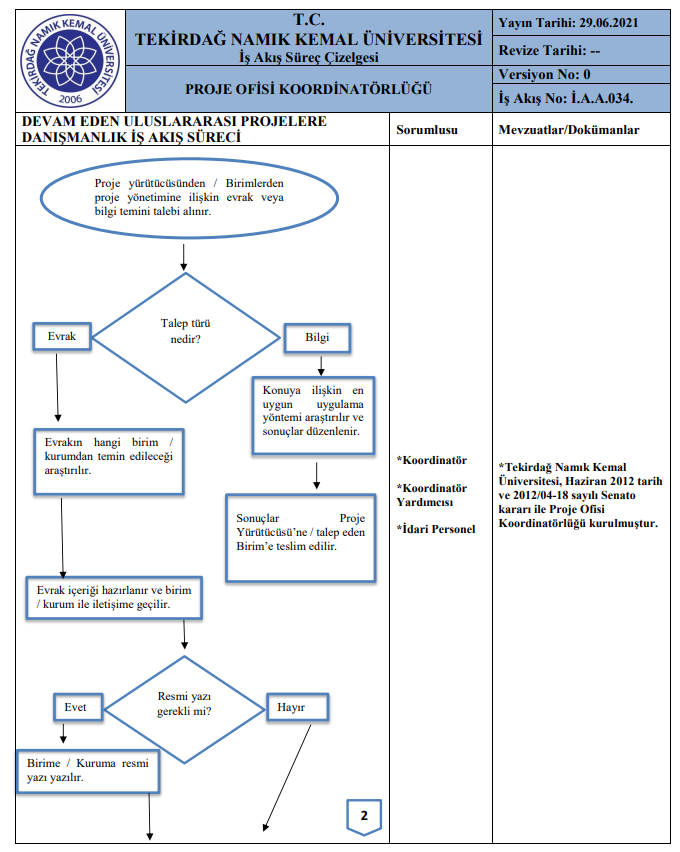 TEKİRDAĞ NAMIK KEMAL ÜNİVERSİTESİ
2006
T.C.
TEKİRDAĞ NAMIK KEMAL ÜNİVERSİTESİ
İş Akış Süreç Çizelgesi
PROJE OFİSİ KOORDİNATÖRLÜĞÜ
Yayın Tarihi: 29.06.2021
Revize Tarihi: --
Versiyon No: 0
İş Akış No: İ.A.A.034.
DEVAM EDEN ULUSLARARASI PROJELERE
DANIŞMANLIK İŞ AKIŞ SÜRECİ
Sorumlusu
Mevzuatlar/Dokümanlar
Proje yürütücüsünden / Birimlerden
proje yönetimine ilişkin evrak veya
bilgi temini talebi alınır.
Talep türü
nedir?
Evrak
Bilgi
Konuya ilişkin en
uygun uygulama
yöntemi araştırılır ve
sonuçlar düzenlenir.
Evrakın hangi birim /
kurumdan temin edileceği
araştırılır.
Sonuçlar Proje
Yürütücüsü'ne / talep eden
Birim'e teslim edilir.
Evrak içeriği hazırlanır ve birim
/ kurum ile iletişime geçilir.
Resmi yazı
gerekli mi?
Evet
Hayır
Birime / Kuruma resmi
yazı yazılır.
2
*Koordinatör
*Koordinatör
Yardımcısı
*İdari Personel
*Tekirdağ Namık Kemal
Üniversitesi, Haziran 2012 tarih
ve 2012/04-18 sayılı Senato
kararı ile Proje Ofisi
Koordinatörlüğü kurulmuştur.